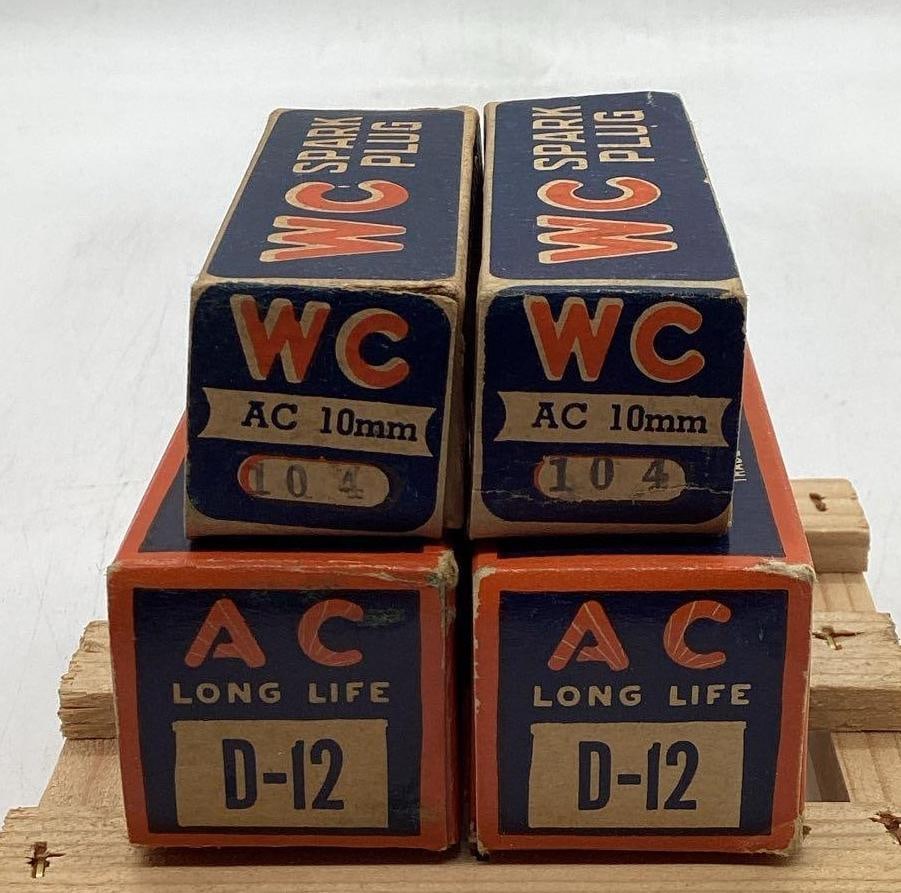 WC SPARK
PLUG
WC SPARK
PLUG
WC
AC 10mm
104
WC
AC 10mm
104
TRADE
AC
LONG LIFE
D-12
AC
LONG LIFE
D-12